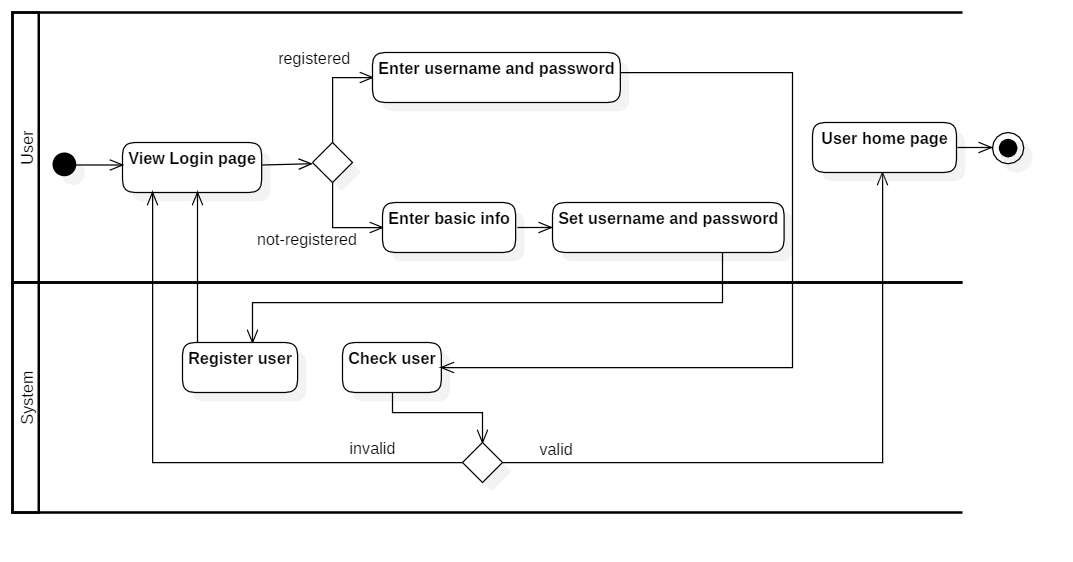 User
registered
Enter username and password
View Login page
User home page
not-registered
Enter basic info
Set username and password
System
Register user
Check user
invalid
valid